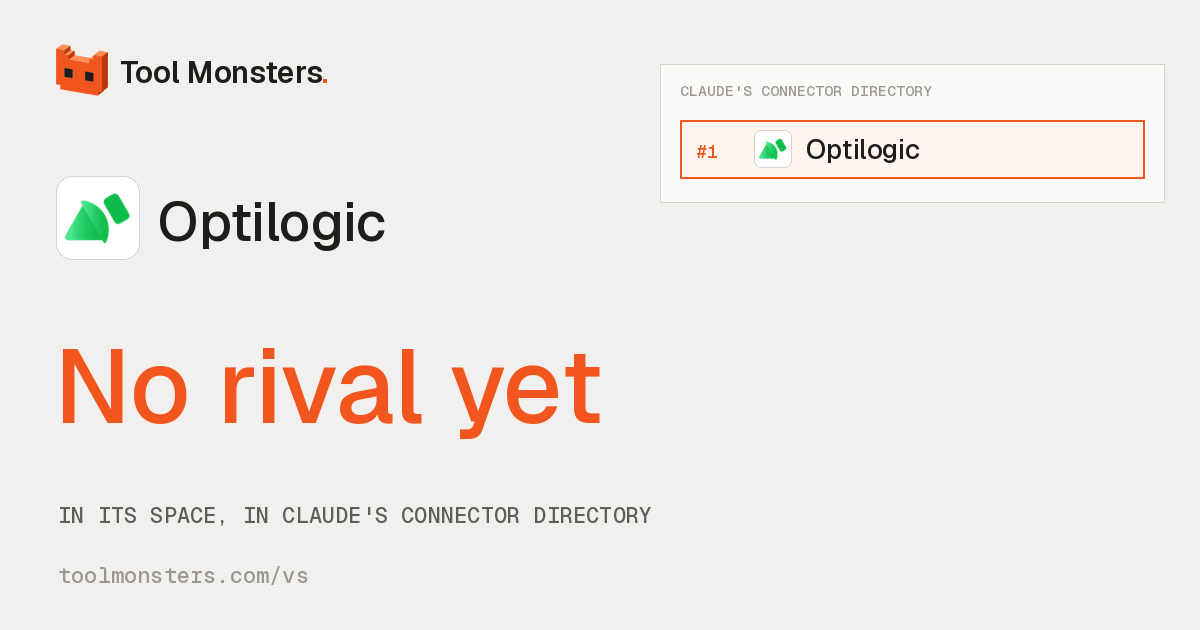 Tool Monsters.
CLAUDE'S CONNECTOR DIRECTORY
#1 Optilogic
Optilogic
No rival yet
IN ITS SPACE, IN CLAUDE'S CONNECTOR DIRECTORY
toolmonsters.com/vs